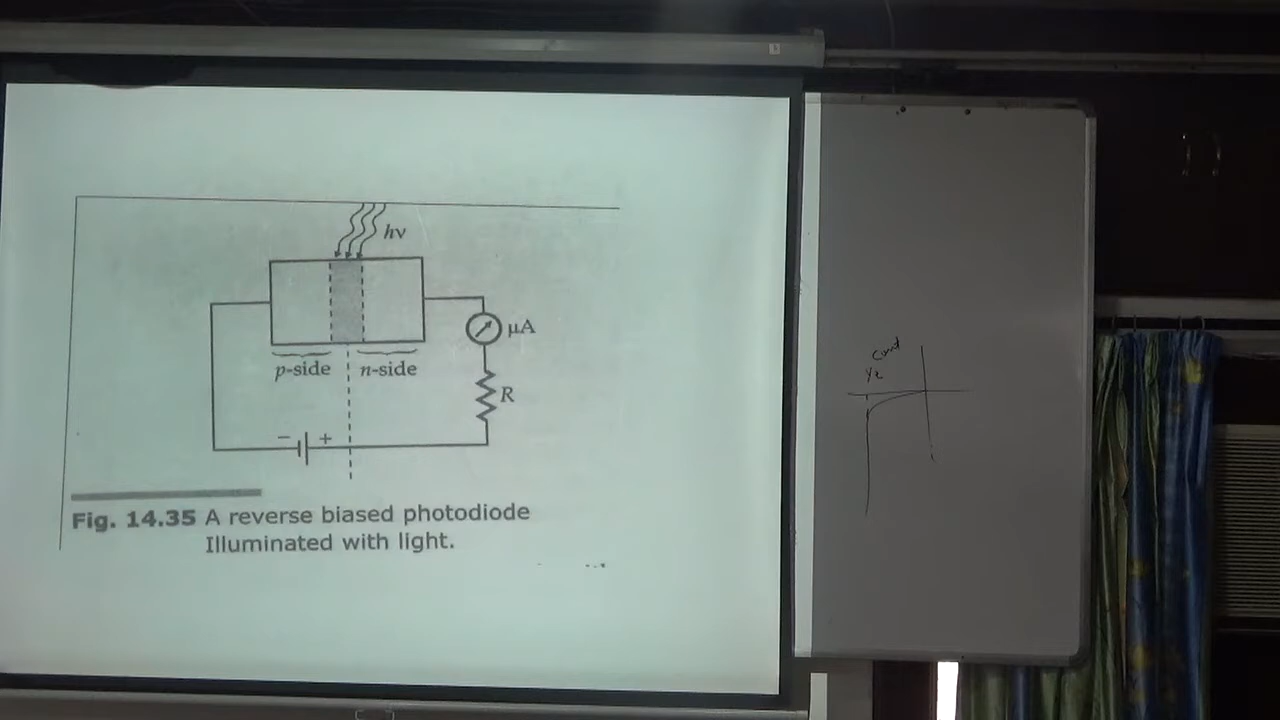 hν
μA
p-side
n-side
R
− +
Fig. 14.35 A reverse biased photodiode
Illuminated with light.